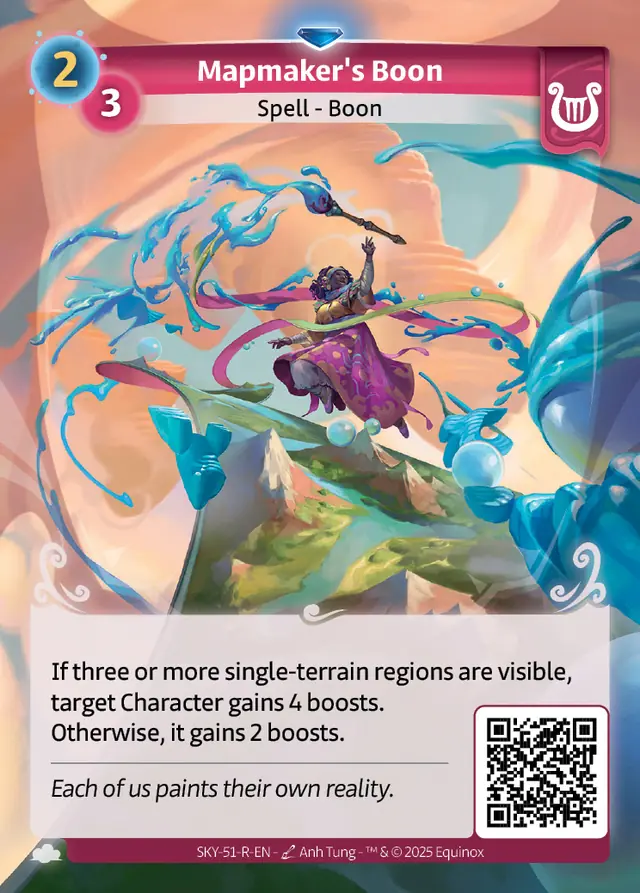 2
Mapmaker's Boon
3
Spell - Boon
If three or more single-terrain regions are visible,
target Character gains 4 boosts.
Otherwise, it gains 2 boosts.
Each of us paints their own reality.
SKY-51-R-EN - Anh Tung - ™ & © 2025 Equinox